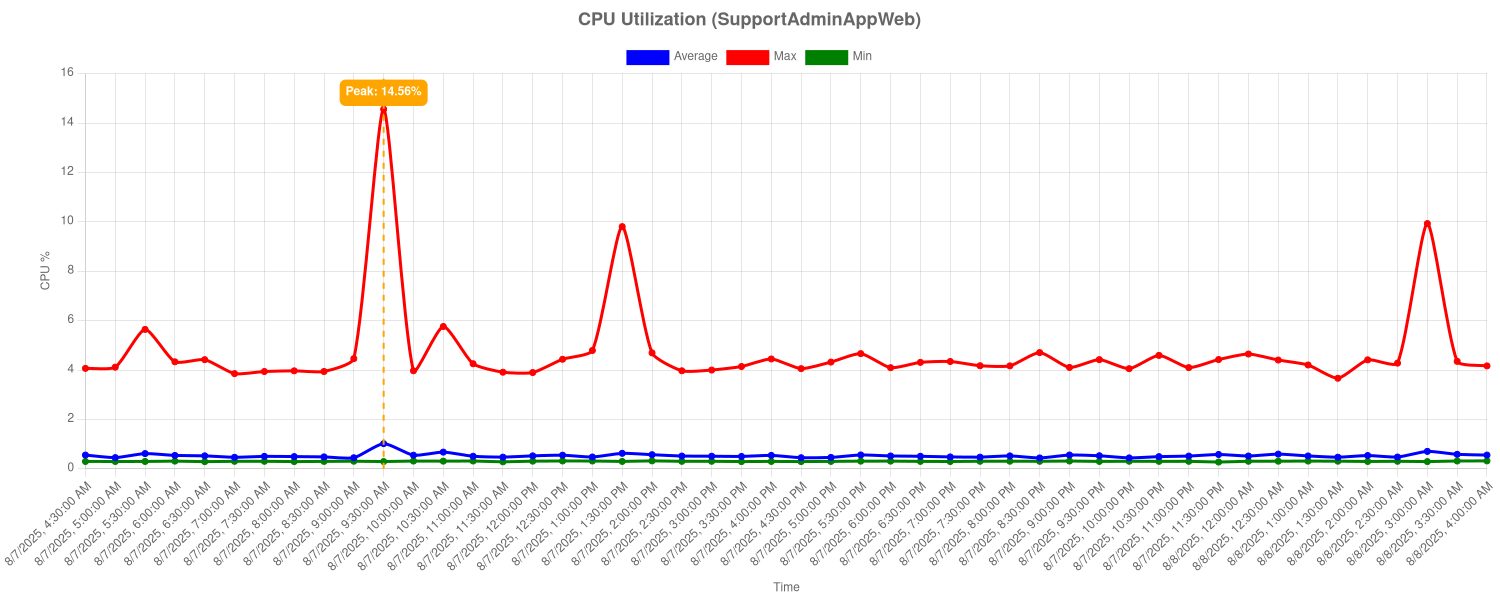 CPU Utilization (SupportAdminAppWeb)
Average Max Min
16
Peak: 14.56%
14
12
10
8
CPU %
6
4
2
0
8/7/2025, 4:30:00 AM
8/7/2025, 5:00:00 AM
8/7/2025, 5:30:00 AM
8/7/2025, 6:00:00 AM
8/7/2025, 6:30:00 AM
8/7/2025, 7:00:00 AM
8/7/2025, 7:30:00 AM
8/7/2025, 8:00:00 AM
8/7/2025, 8:30:00 AM
8/7/2025, 9:00:00 AM
8/7/2025, 9:30:00 AM
8/7/2025, 10:00:00 AM
8/7/2025, 10:30:00 AM
8/7/2025, 11:00:00 AM
8/7/2025, 11:30:00 AM
8/7/2025, 12:00:00 PM
8/7/2025, 12:30:00 PM
8/7/2025, 1:00:00 PM
8/7/2025, 1:30:00 PM
8/7/2025, 2:00:00 PM
8/7/2025, 2:30:00 PM
8/7/2025, 3:00:00 PM
8/7/2025, 3:30:00 PM
8/7/2025, 4:00:00 PM
8/7/2025, 4:30:00 PM
8/7/2025, 5:00:00 PM
8/7/2025, 5:30:00 PM
8/7/2025, 6:00:00 PM
8/7/2025, 6:30:00 PM
8/7/2025, 7:00:00 PM
8/7/2025, 7:30:00 PM
8/7/2025, 8:00:00 PM
8/7/2025, 8:30:00 PM
8/7/2025, 9:00:00 PM
8/7/2025, 9:30:00 PM
8/7/2025, 10:00:00 PM
8/7/2025, 10:30:00 PM
8/7/2025, 11:00:00 PM
8/7/2025, 11:30:00 PM
8/8/2025, 12:00:00 AM
8/8/2025, 12:30:00 AM
8/8/2025, 1:00:00 AM
8/8/2025, 1:30:00 AM
8/8/2025, 2:00:00 AM
8/8/2025, 2:30:00 AM
8/8/2025, 3:00:00 AM
8/8/2025, 3:30:00 AM
8/8/2025, 4:00:00 AM
Time